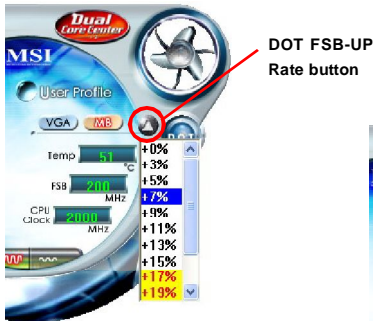 Dual
Core Center
DOT FSB-UP
Rate button
MSI
User Profile
VGA MB
DOT
Temp 51 °C
FSB 200 MHz
CPU Clock 2000 MHz
+0%
+3%
+5%
+7%
+9%
+11%
+13%
+15%
+17%
+19%